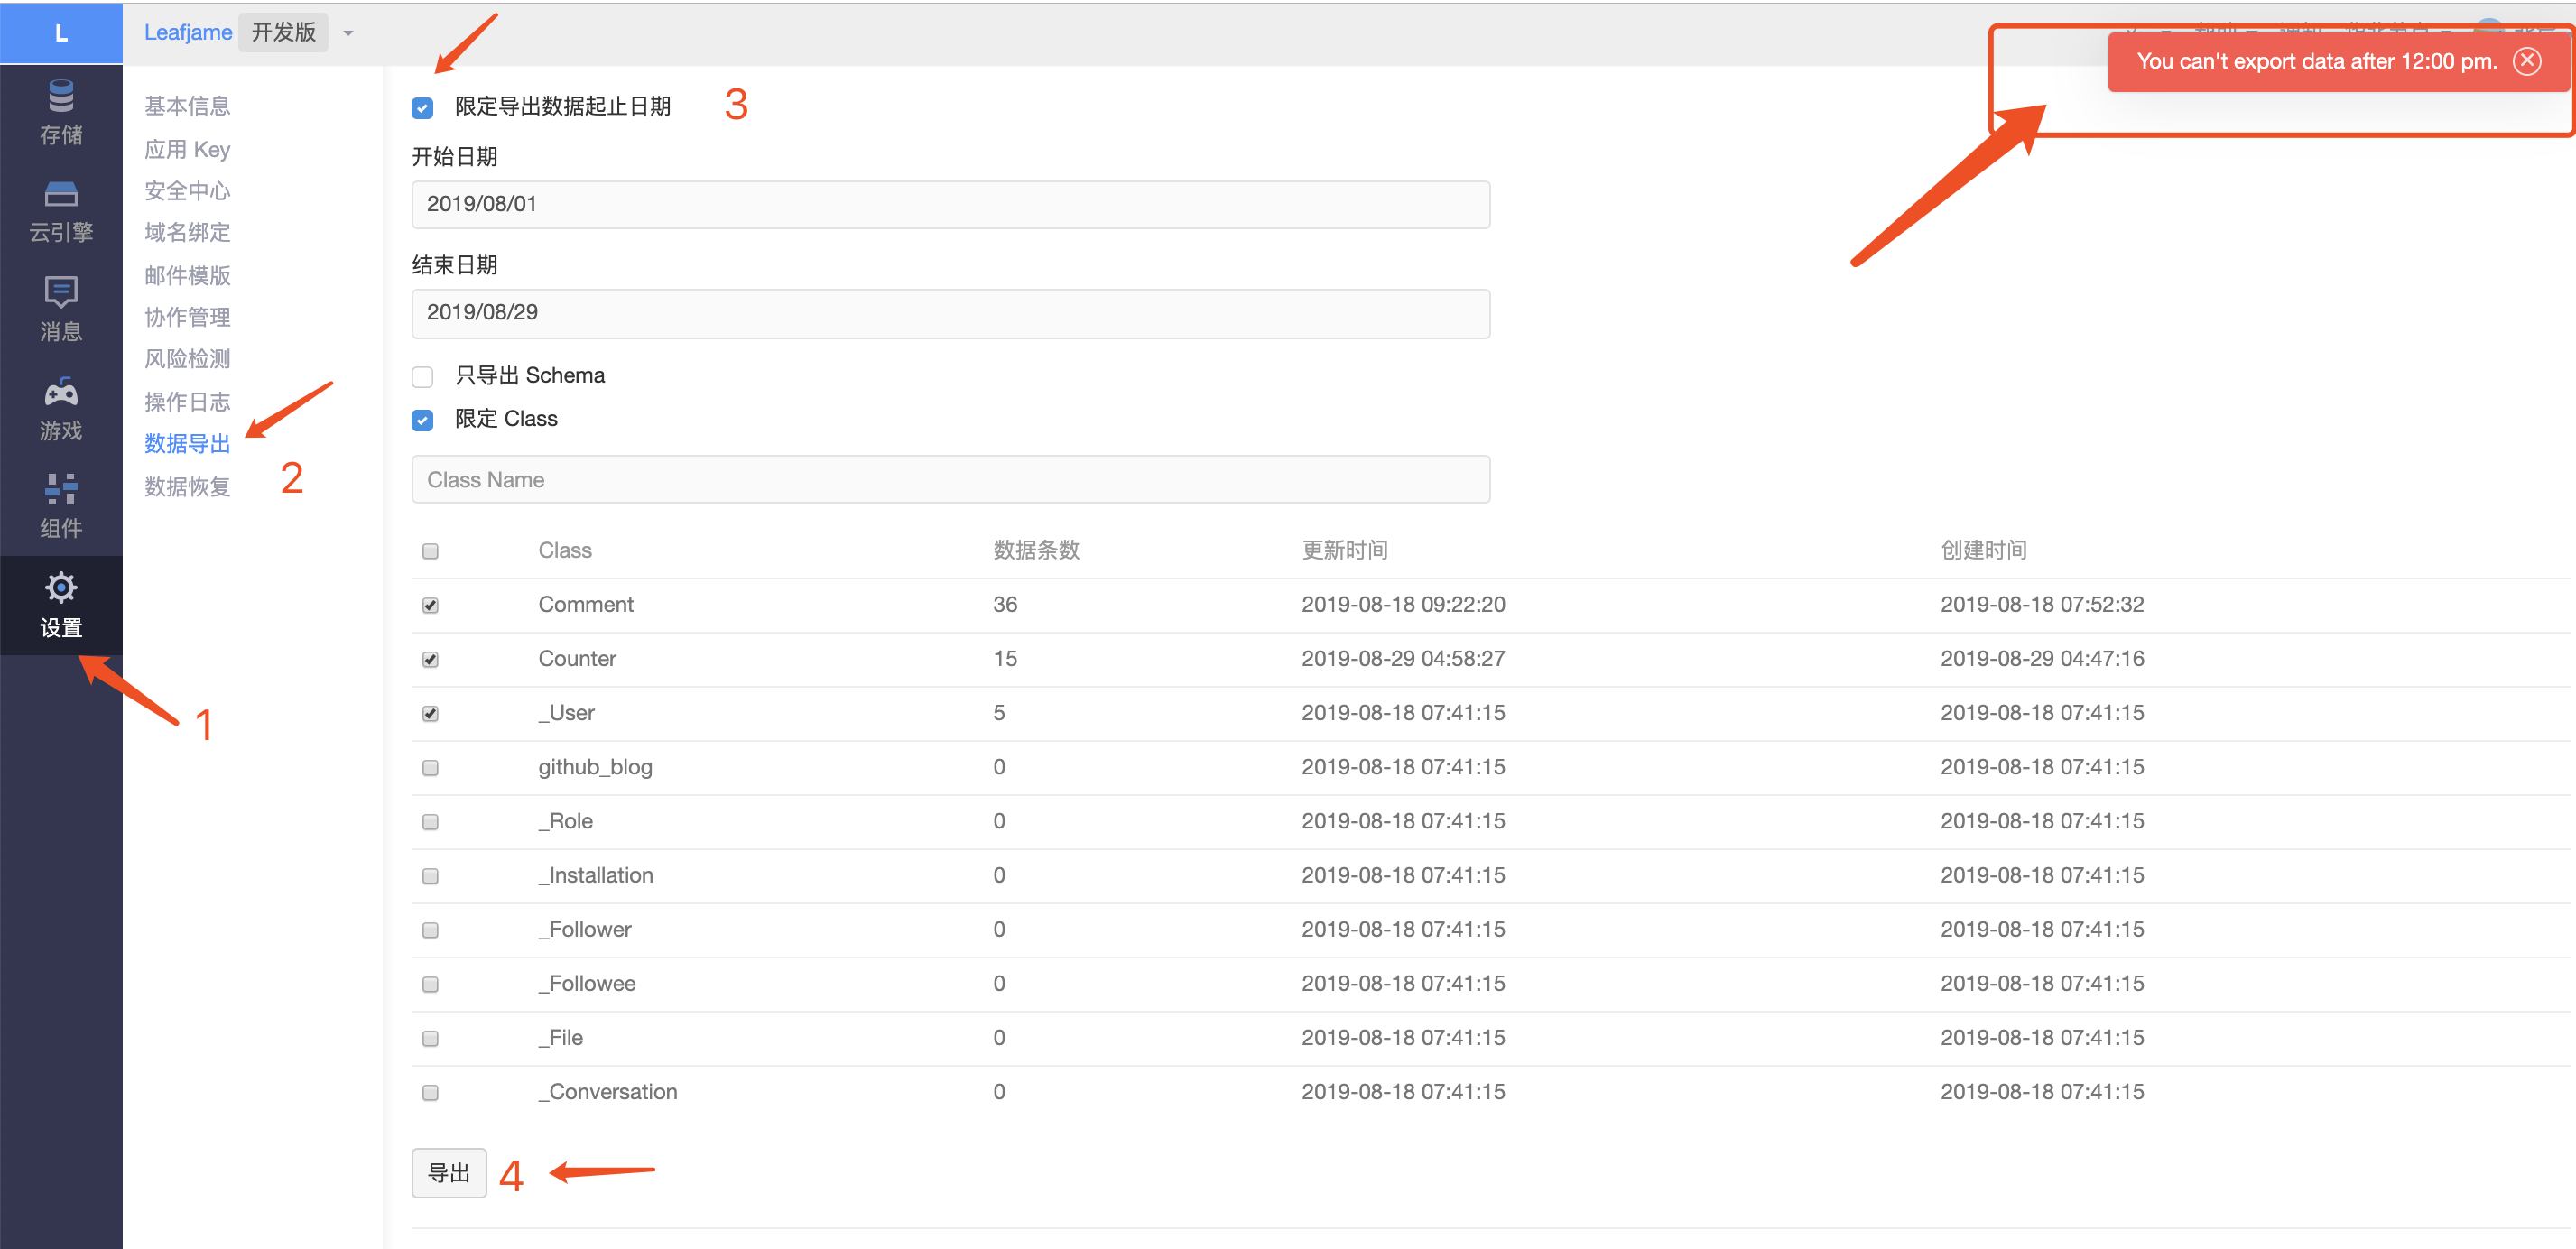 L
Leafjame 开发版
You can't export data after 12:00 pm.
存储
云引擎
消息
游戏
组件
设置
1
基本信息
应用 Key
安全中心
域名绑定
邮件模版
协作管理
风险检测
操作日志
数据导出
数据恢复
2
限定导出数据起止日期
3
开始日期
2019/08/01
结束日期
2019/08/29
只导出 Schema
限定 Class
Class Name
Class 数据条数 更新时间 创建时间
Comment 36 2019-08-18 09:22:20 2019-08-18 07:52:32
Counter 15 2019-08-29 04:58:27 2019-08-29 04:47:16
_User 5 2019-08-18 07:41:15 2019-08-18 07:41:15
github_blog 0 2019-08-18 07:41:15 2019-08-18 07:41:15
_Role 0 2019-08-18 07:41:15 2019-08-18 07:41:15
_Installation 0 2019-08-18 07:41:15 2019-08-18 07:41:15
_Follower 0 2019-08-18 07:41:15 2019-08-18 07:41:15
_Followee 0 2019-08-18 07:41:15 2019-08-18 07:41:15
_File 0 2019-08-18 07:41:15 2019-08-18 07:41:15
_Conversation 0 2019-08-18 07:41:15 2019-08-18 07:41:15
导出
4